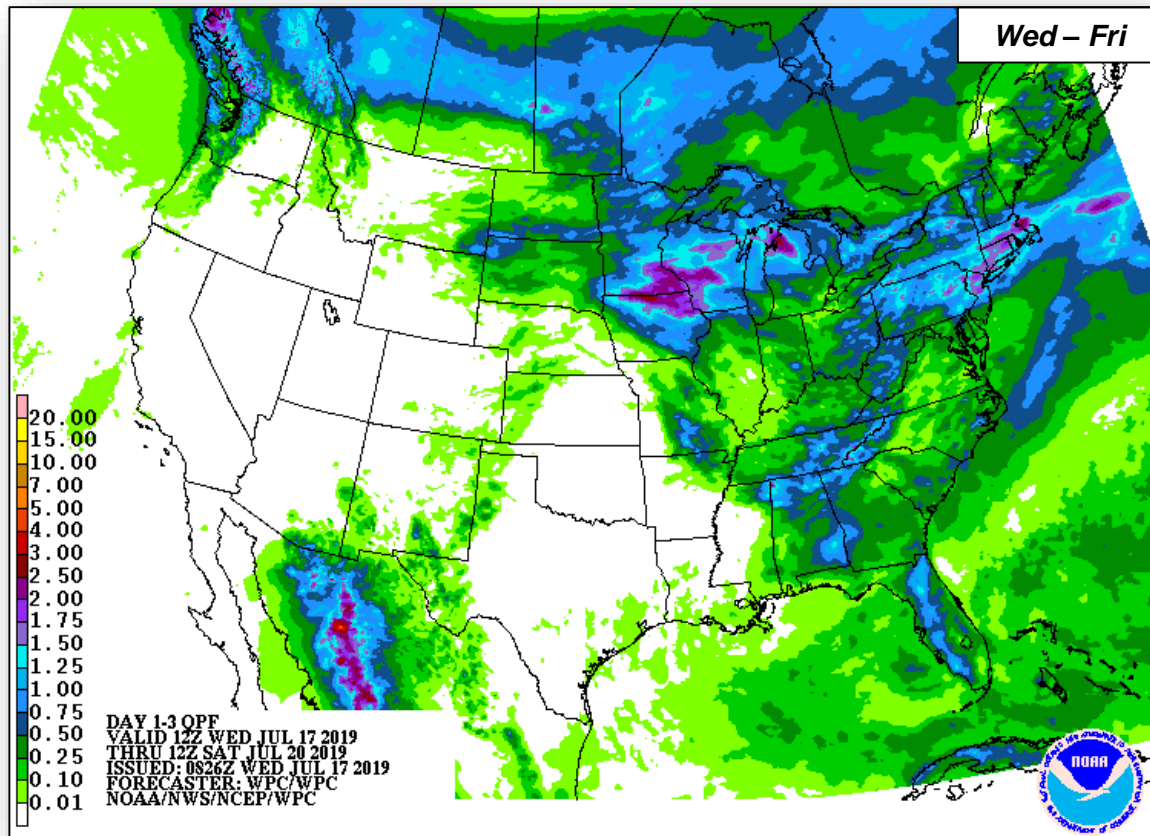 Wed – Fri
20.00
15.00
10.00
7.00
5.00
4.00
3.00
2.50
2.00
1.75
1.50
1.25
1.00
0.75
0.50
0.25
0.10
0.01
DAY 1-3 QPF
VALID 12Z WED JUL 17 2019
THRU 12Z SAT JUL 20 2019
ISSUED: 0826Z WED JUL 17 2019
FORECASTER: WPC/WPC
NOAA/NWS/NCEP/WPC
NOAA